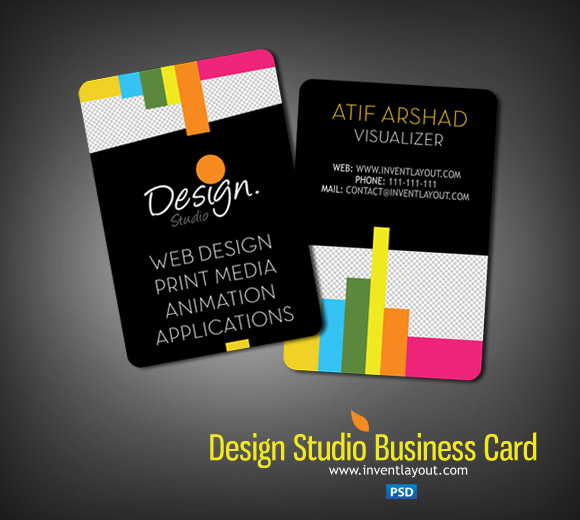 Design.
Studio
WEB DESIGN
PRINT MEDIA
ANIMATION
APPLICATIONS
ATIF ARSHAD
VISUALIZER
WEB: WWW.INVENTLAYOUT.COM
PHONE: 111-111-111
MAIL: CONTACT@INVENTLAYOUT.COM
Design Studio Business Card
www.inventlayout.com
PSD